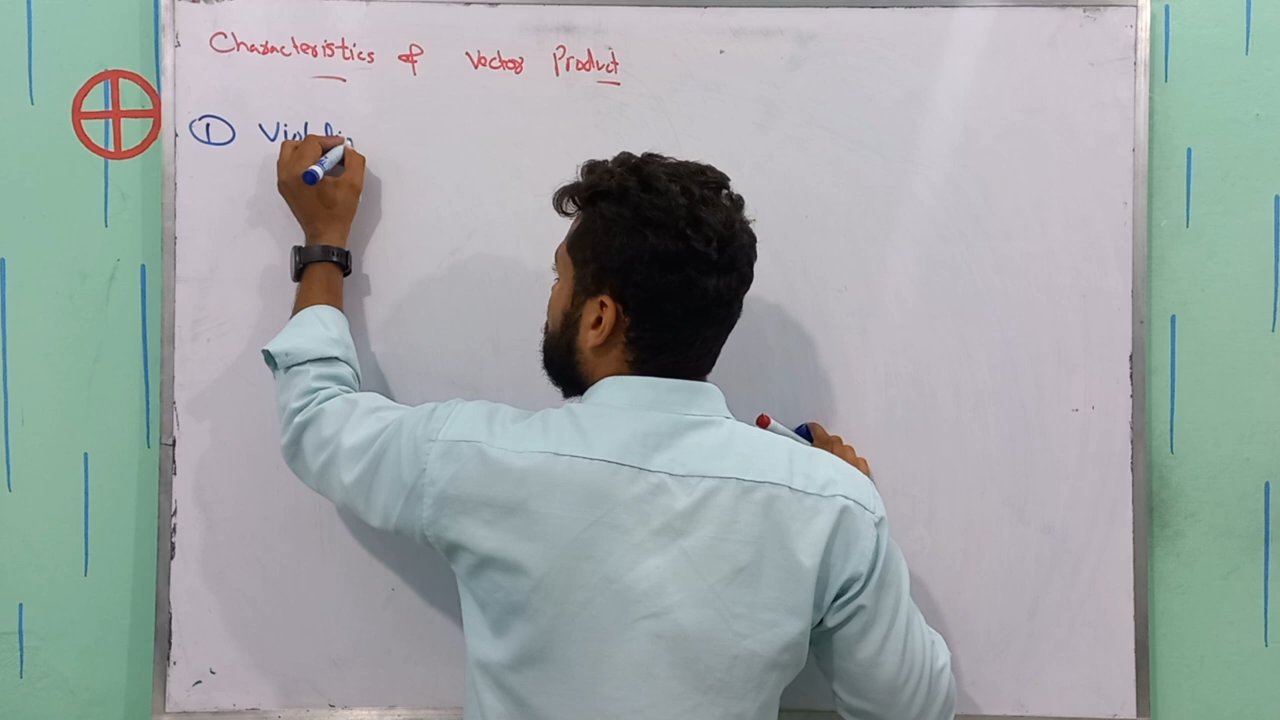 Characteristics of Vector Product
①